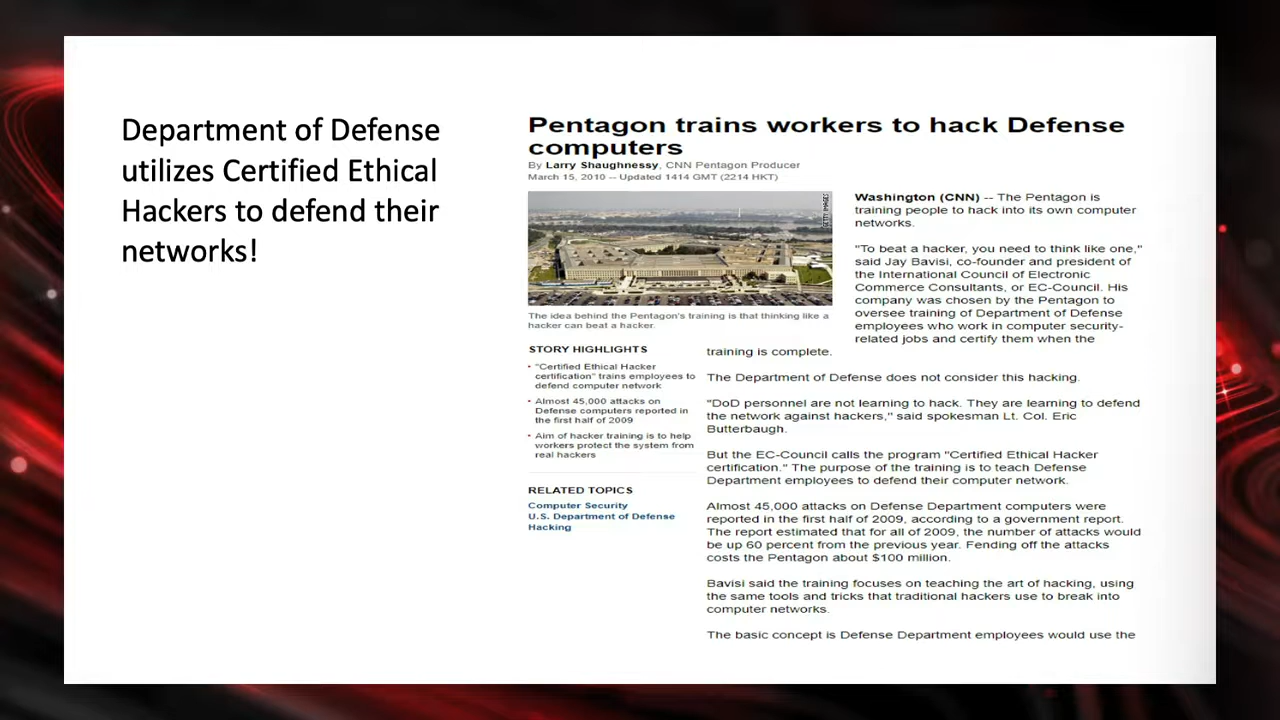 Department of Defense
utilizes Certified Ethical
Hackers to defend their
networks!
Pentagon trains workers to hack Defense
computers
By Larry Shaughnessy, CNN Pentagon Producer
March 15, 2010 -- Updated 1414 GMT (2214 HKT)
GETTY IMAGES
The idea behind the Pentagon's training is that thinking like a
hacker can beat a hacker.
STORY HIGHLIGHTS
• "Certified Ethical Hacker
certification" trains employees to
defend computer network
• Almost 45,000 attacks on
Defense computers reported in
the first half of 2009
• Aim of hacker training is to help
workers protect the system from
real hackers
RELATED TOPICS
Computer Security
U.S. Department of Defense
Hacking
Washington (CNN) -- The Pentagon is
training people to hack into its own computer
networks.
"To beat a hacker, you need to think like one,"
said Jay Bavisi, co-founder and president of
the International Council of Electronic
Commerce Consultants, or EC-Council. His
company was chosen by the Pentagon to
oversee training of Department of Defense
employees who work in computer security-
related jobs and certify them when the
training is complete.
The Department of Defense does not consider this hacking.
"DoD personnel are not learning to hack. They are learning to defend
the network against hackers," said spokesman Lt. Col. Eric
Butterbaugh.
But the EC-Council calls the program "Certified Ethical Hacker
certification." The purpose of the training is to teach Defense
Department employees to defend their computer network.
Almost 45,000 attacks on Defense Department computers were
reported in the first half of 2009, according to a government report.
The report estimated that for all of 2009, the number of attacks would
be up 60 percent from the previous year. Fending off the attacks
costs the Pentagon about $100 million.
Bavisi said the training focuses on teaching the art of hacking, using
the same tools and tricks that traditional hackers use to break into
computer networks.
The basic concept is Defense Department employees would use the